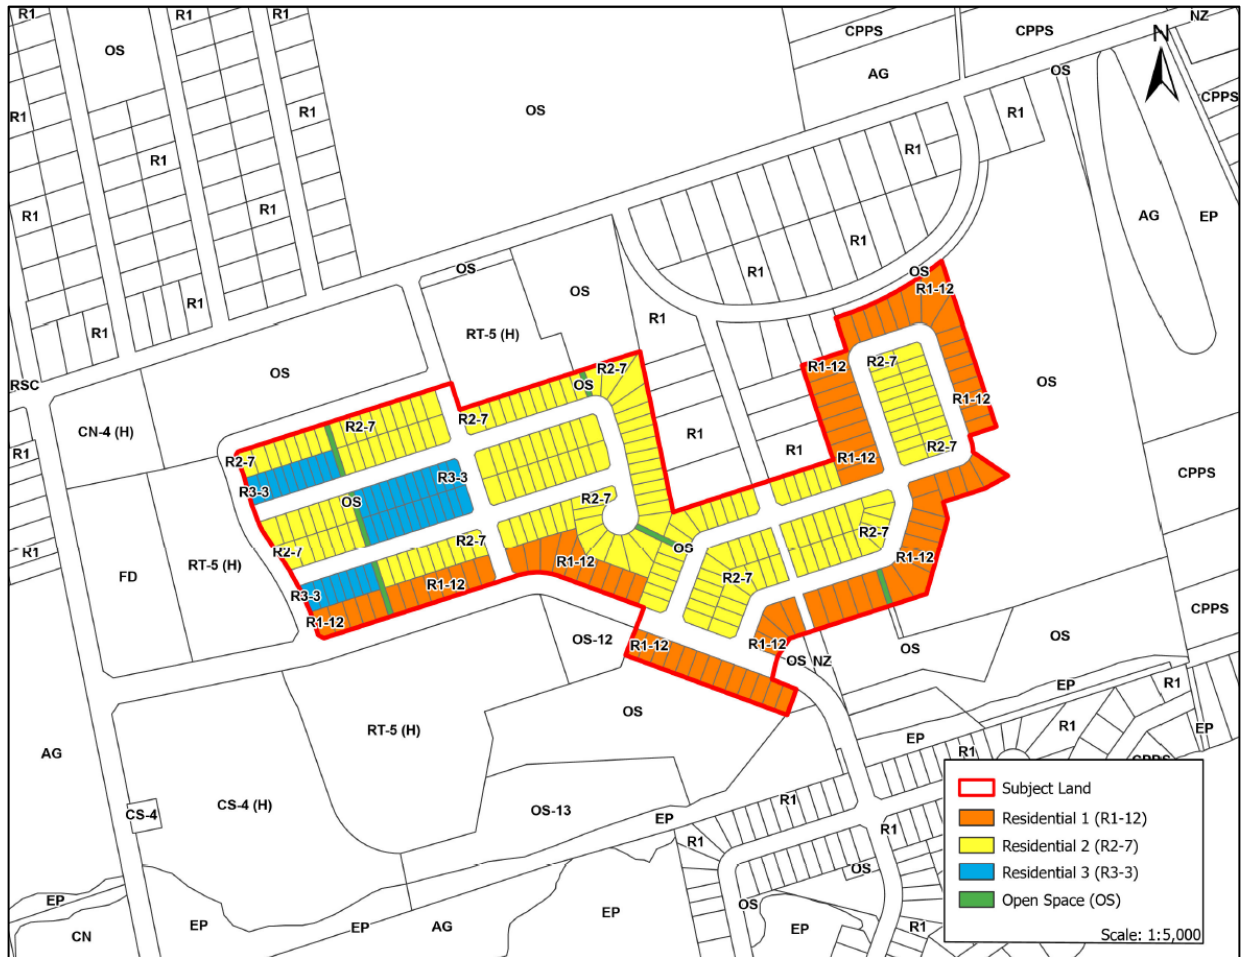 R1
R1
CPPS
CPPS
NZ
OS
N
AG
OS
CPPS
OS
R1
R1
R1
R1
R1
R1
R1
AG
EP
R1
R1
OS
OS
R1
OS
R1-12
R1
OS
R1
R1
RT-5 (H)
R2-7
R2-7
R1-12
OS
OS
RSC
OS
R1-12
R2-7
R2-7
CN-4 (H)
R1
R1
R2-7
R1
R2-7
R1-12
CPPS
R3-3
R3-3
OS
R2-7
R2-7
R2-7
R1
R2-7
OS
R1-12
R1-12
RT-5 (H)
FD
R1-12
R2-7
R3-3
CPPS
R1-12
OS-12
R1-12
R1-12
OS
OS
OS NZ
EP
R1
OS
RT-5 (H)
R1
EP
EP
R1
AG
CPPS
CS-4 (H)
R1
CS-4
OS-13
EP
R1
R1
OS
EP
OS
EP
R1
EP
EP
AG
EP
CN
Subject Land
Residential 1 (R1-12)
Residential 2 (R2-7)
Residential 3 (R3-3)
Open Space (OS)
Scale: 1:5,000